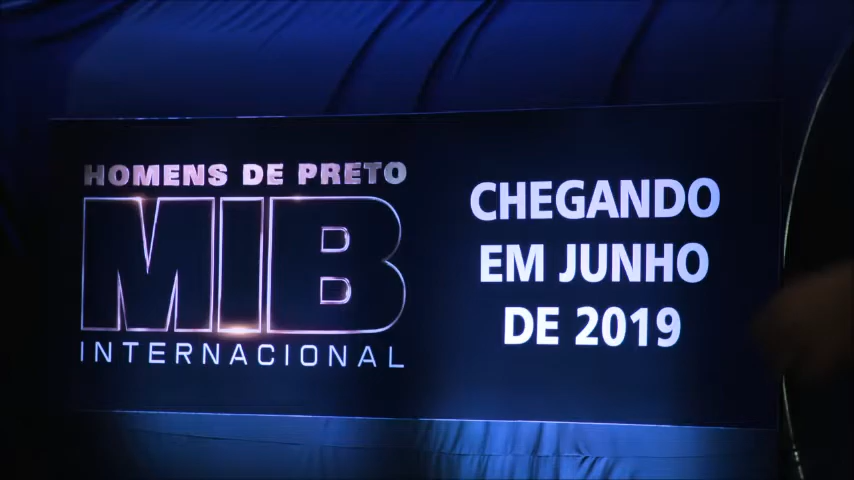 HOMENS DE PRETO
MIB
INTERNACIONAL
CHEGANDO
EM JUNHO
DE 2019